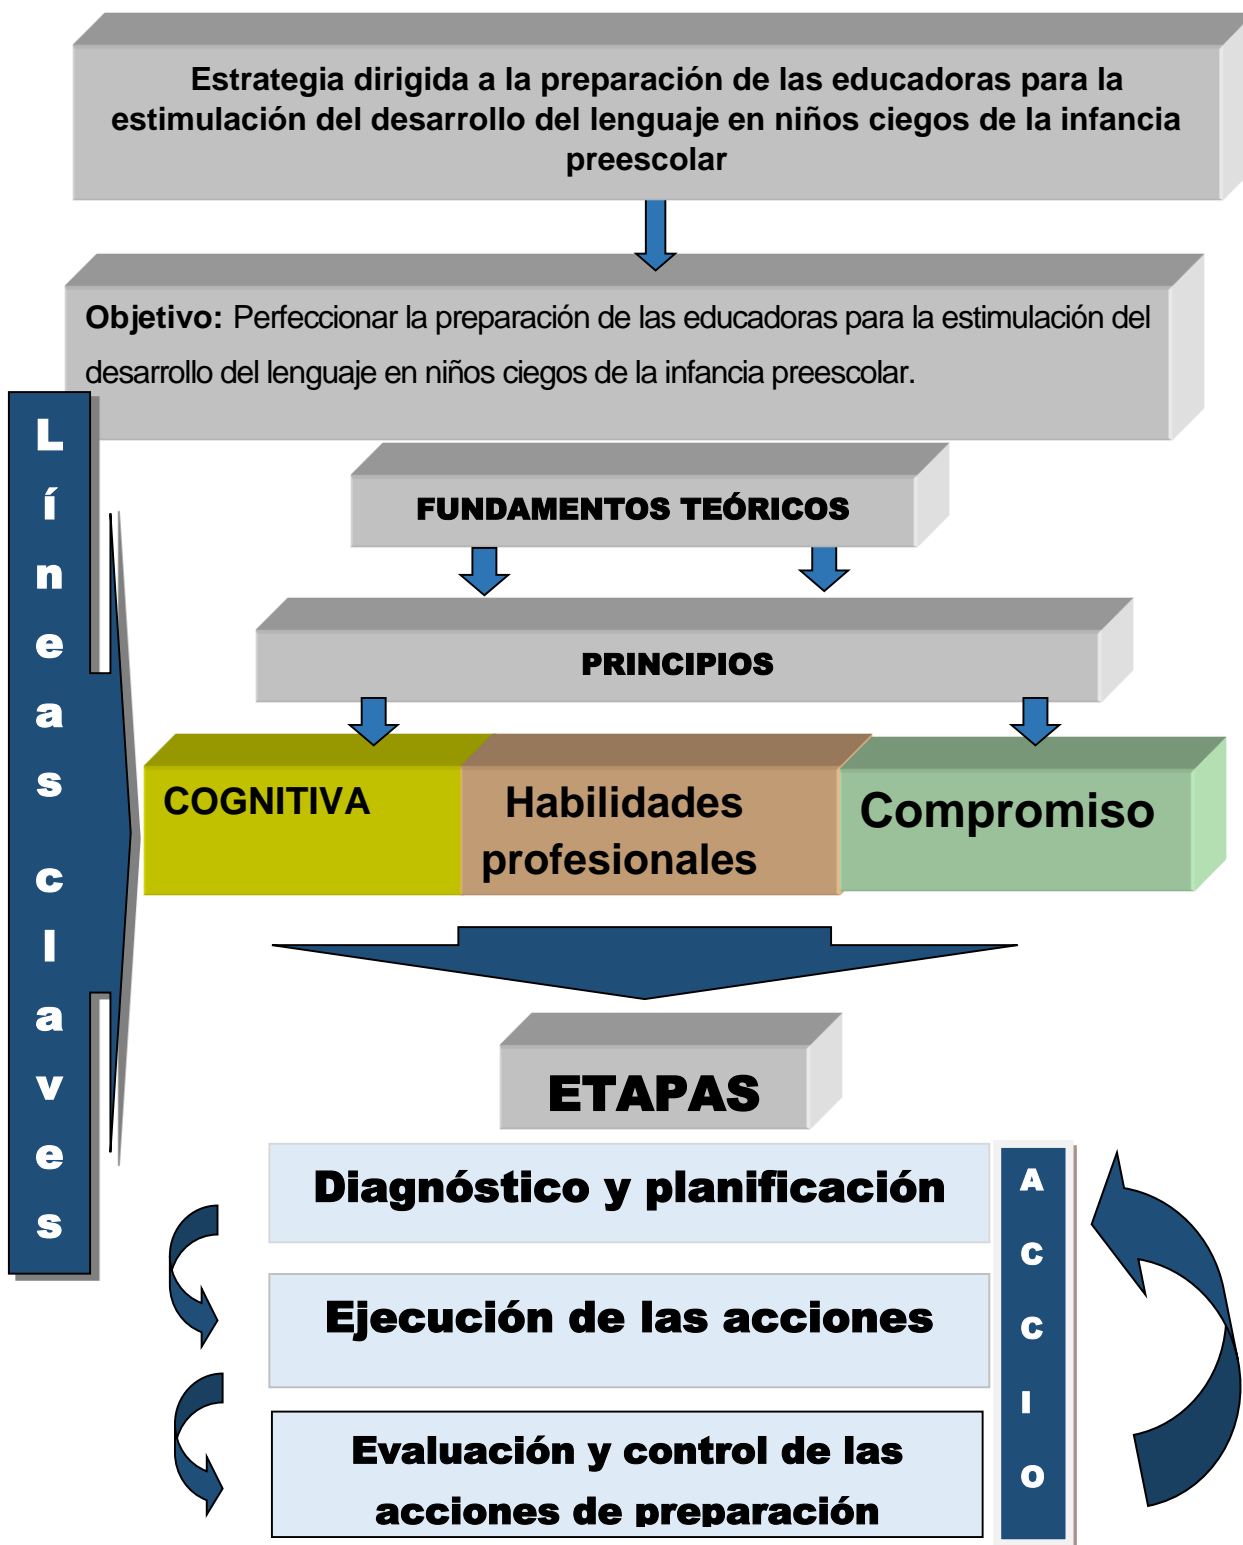 Estrategia dirigida a la preparación de las educadoras para la
estimulación del desarrollo del lenguaje en niños ciegos de la infancia
preescolar
Objetivo: Perfeccionar la preparación de las educadoras para la estimulación del
desarrollo del lenguaje en niños ciegos de la infancia preescolar.
Líneas claves
FUNDAMENTOS TEÓRICOS
PRINCIPIOS
COGNITIVA
Habilidades
profesionales
Compromiso
ETAPAS
Diagnóstico y planificación
Ejecución de las acciones
Evaluación y control de las
acciones de preparación
ACCIO